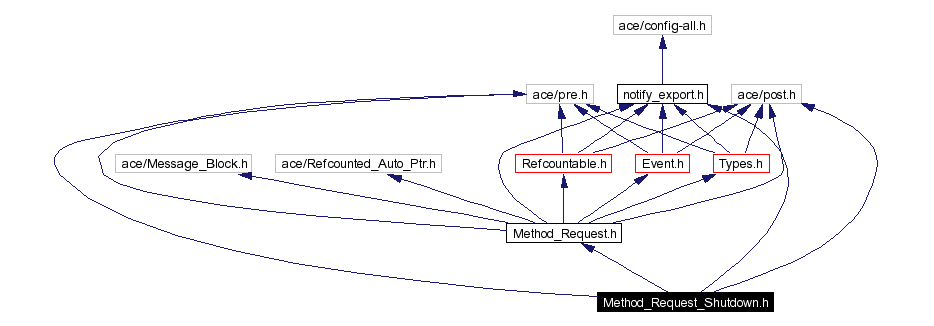 ace/config-all.h
ace/pre.h
notify_export.h
ace/post.h
ace/Message_Block.h
ace/Refcounted_Auto_Ptr.h
Refcountable.h
Event.h
Types.h
Method_Request.h
Method_Request_Shutdown.h